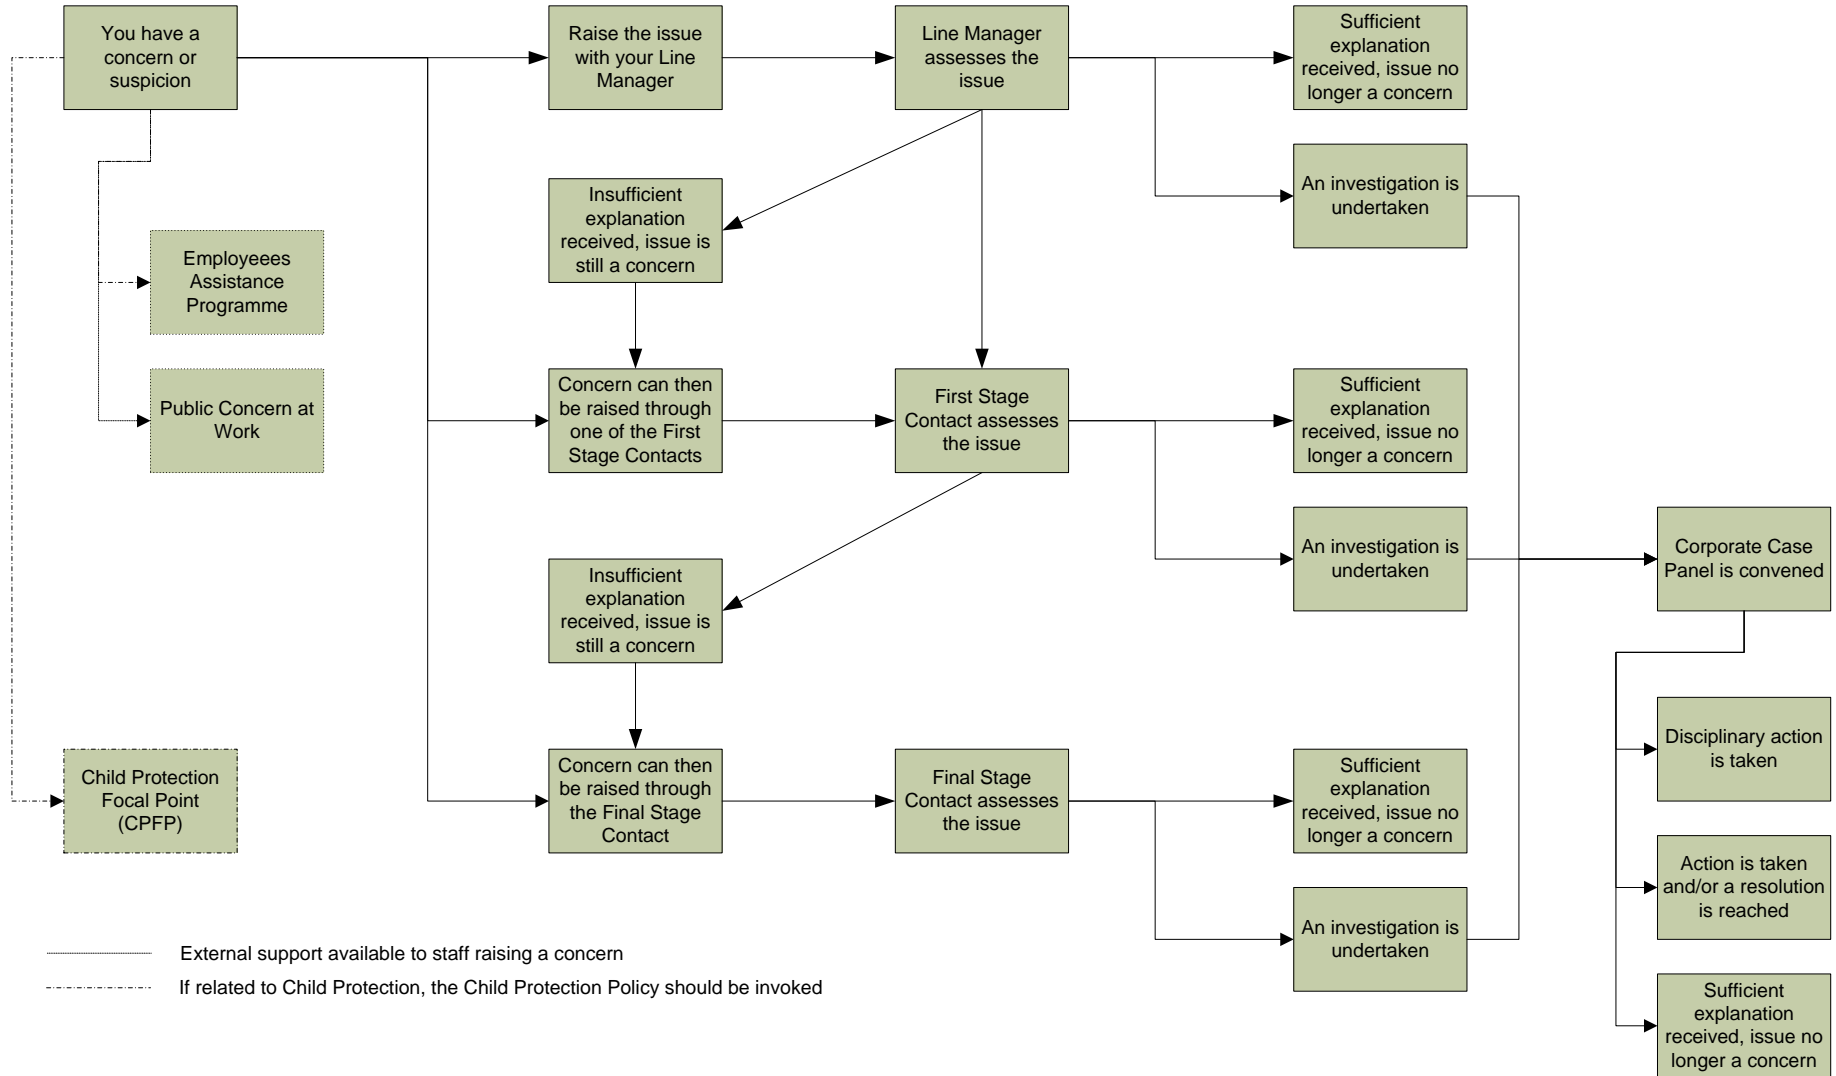 You have a
concern or
suspicion
Raise the issue
with your Line
Manager
Line Manager
assesses the
issue
Sufficient
explanation
received, issue no
longer a concern
An investigation is
undertaken
Insufficient
explanation
received, issue is
still a concern
Employeees
Assistance
Programme
Public Concern at
Work
Concern can then
be raised through
one of the First
Stage Contacts
First Stage
Contact assesses
the issue
Sufficient
explanation
received, issue no
longer a concern
An investigation is
undertaken
Corporate Case
Panel is convened
Insufficient
explanation
received, issue is
still a concern
Disciplinary action
is taken
Child Protection
Focal Point
(CPFP)
Concern can then
be raised through
the Final Stage
Contact
Final Stage
Contact assesses
the issue
Sufficient
explanation
received, issue no
longer a concern
Action is taken
and/or a resolution
is reached
An investigation is
undertaken
External support available to staff raising a concern
If related to Child Protection, the Child Protection Policy should be invoked
Sufficient
explanation
received, issue no
longer a concern